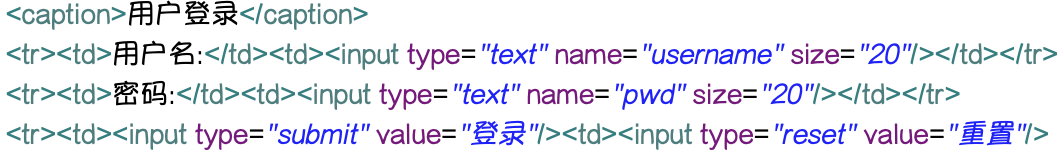 <caption>用户登录</caption>
<tr><td>用户名:</td><td><input type="text" name="username" size="20"/></td></tr>
<tr><td>密码:</td><td><input type="text" name="pwd" size="20"/></td></tr>
<tr><td><input type="submit" value="登录"/><td><input type="reset" value="重置"/>